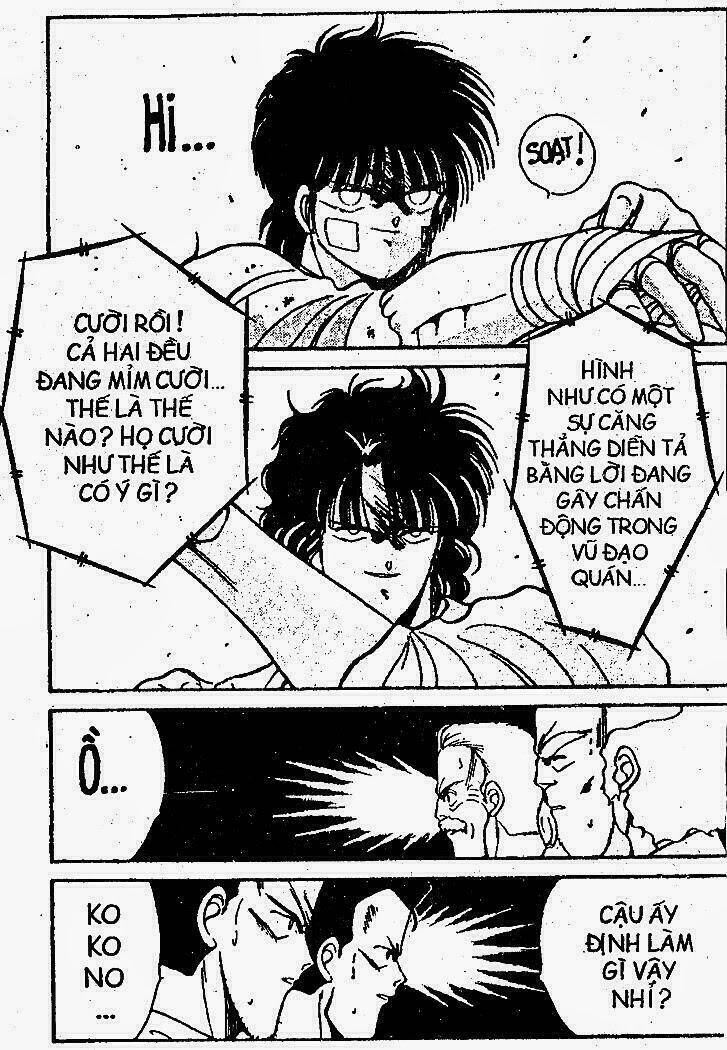 Hi...
SOẠT!
CƯỜI RỒI!
CẢ HAI ĐỀU
ĐANG MỈM CƯỜI...
THẾ LÀ THẾ
NÀO? HỌ CƯỜI
NHƯ THẾ LÀ
CÓ Ý GÌ?
HÌNH
NHƯ CÓ MỘT
SỰ CĂNG
THẲNG DIỄN TẢ
BẰNG LỜI ĐANG
GÂY CHẤN
ĐỘNG TRONG
VŨ ĐẠO
QUÁN...
Ồ...
KO
KO
NO
...
CẬU ẤY
ĐỊNH LÀM
GÌ VẬY
NHỈ?